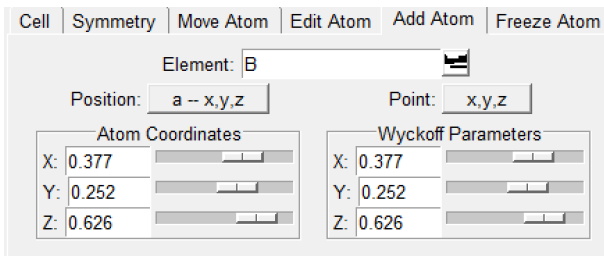 Cell Symmetry Move Atom Edit Atom Add Atom Freeze Atom
Element: B
Position: a -- x,y,z Point: x,y,z
Atom Coordinates Wyckoff Parameters
X: 0.377 X: 0.377
Y: 0.252 Y: 0.252
Z: 0.626 Z: 0.626